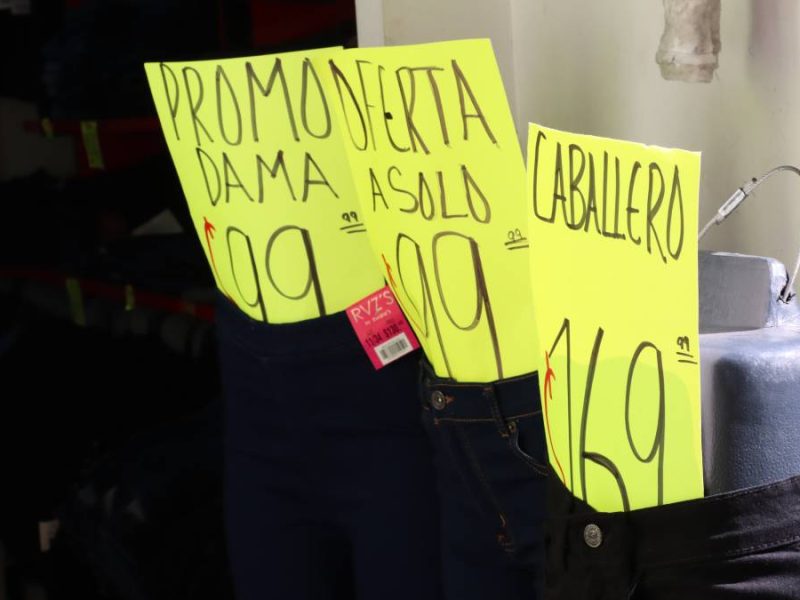 PROMO
DAMA
99 99
OFERTA
A SOLO
99 99
RVZ'S
CABALLERO
169 99